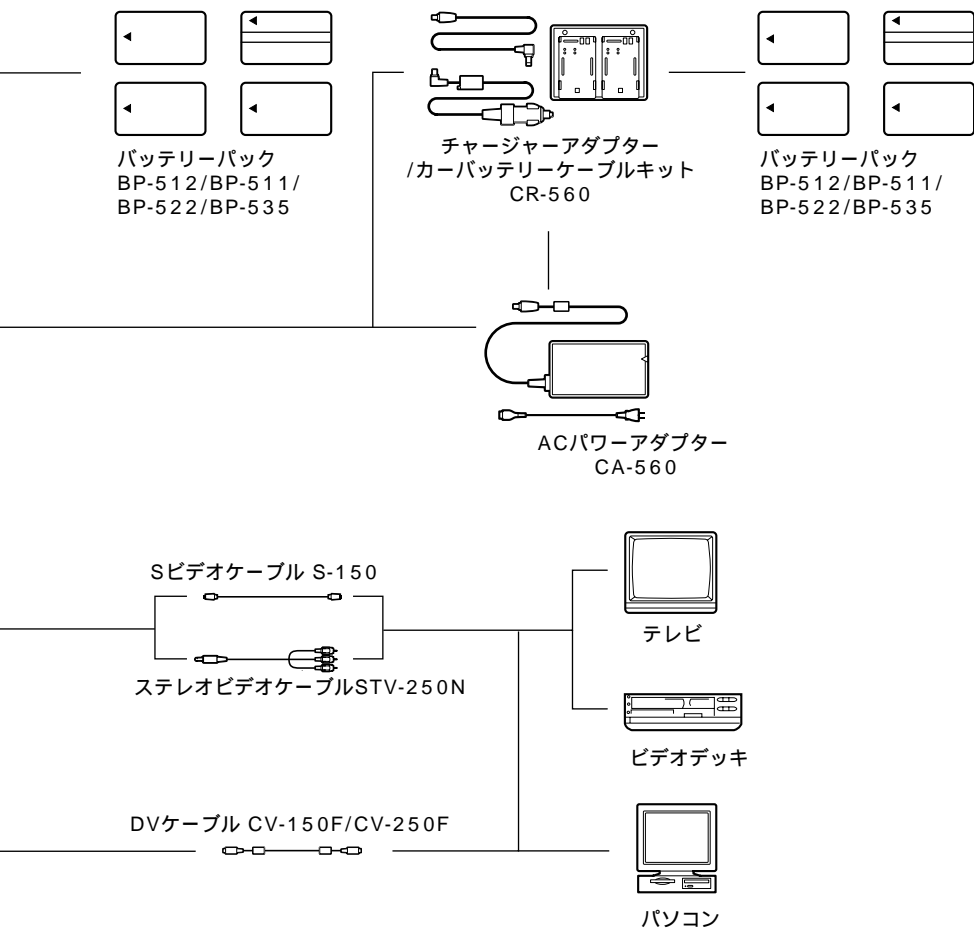 バッテリーパック
BP-512/BP-511/
BP-522/BP-535
チャージャーアダプター
/カーバッテリーケーブルキット
CR-560
バッテリーパック
BP-512/BP-511/
BP-522/BP-535
ACパワーアダプター
CA-560
Sビデオケーブル S-150
ステレオビデオケーブルSTV-250N
テレビ
ビデオデッキ
DVケーブル CV-150F/CV-250F
パソコン